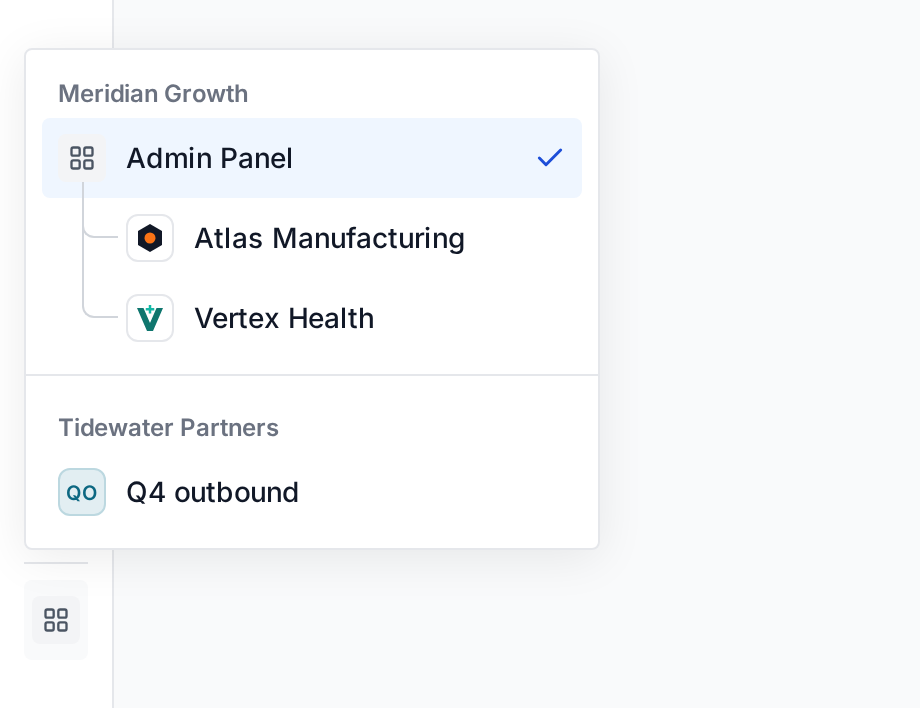 Meridian Growth
Admin Panel
Atlas Manufacturing
Vertex Health
Tidewater Partners
QO
Q4 outbound